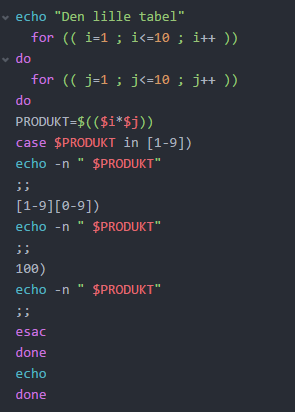 echo "Den lille tabel"
for (( i=1 ; i<=10 ; i++ ))
do
for (( j=1 ; j<=10 ; j++ ))
do
PRODUKT=$(($i*$j))
case $PRODUKT in [1-9])
echo -n " $PRODUKT"
;;
[1-9][0-9])
echo -n " $PRODUKT"
;;
100)
echo -n " $PRODUKT"
;;
esac
done
echo
done